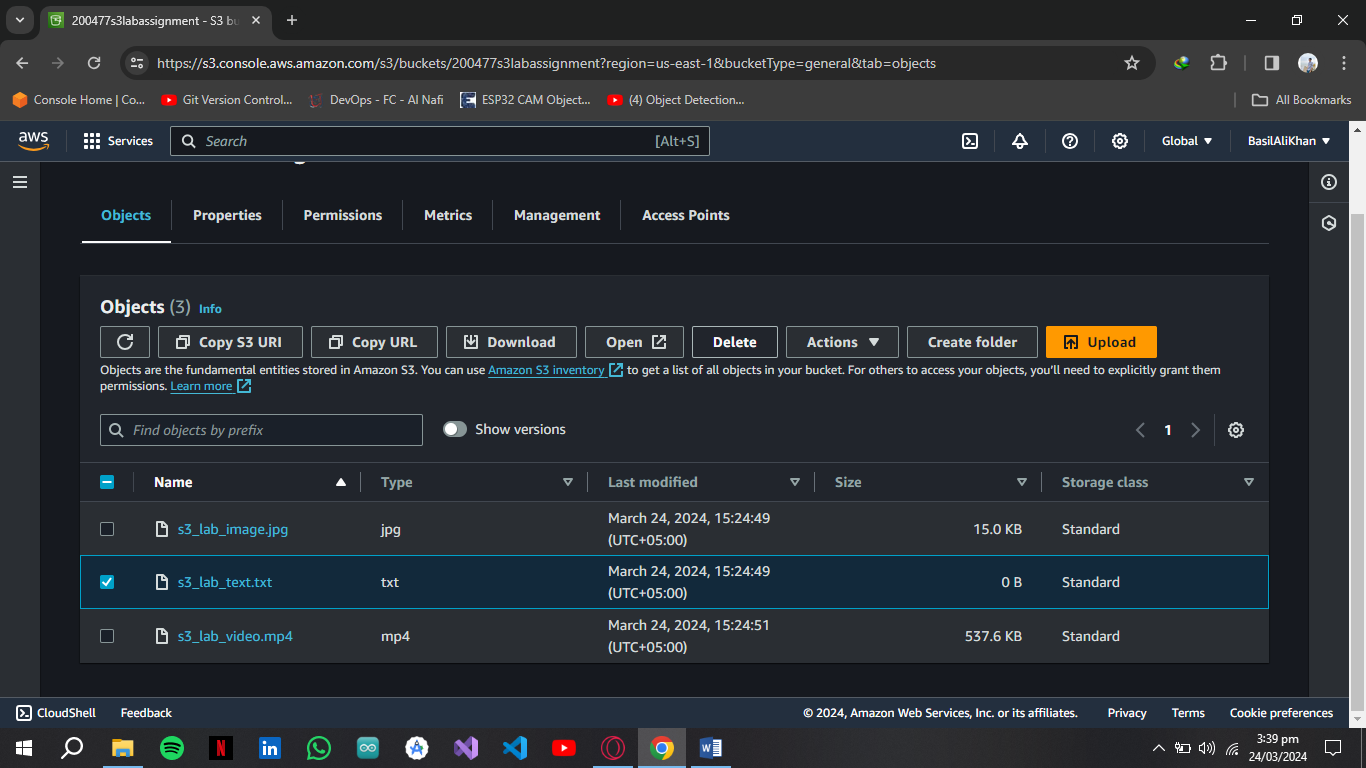 200477s3labassignment - S3 bu
https://s3.console.aws.amazon.com/s3/buckets/200477s3labassignment?region=us-east-1&bucketType=general&tab=objects
Console Home | Co... Git Version Control... DevOps - FC - Al Nafi ESP32 CAM Object... (4) Object Detection... All Bookmarks
aws Services Search [Alt+S] Global BasilAliKhan
Objects Properties Permissions Metrics Management Access Points
Objects (3) Info
Copy S3 URI Copy URL Download Open Delete Actions Create folder Upload
Objects are the fundamental entities stored in Amazon S3. You can use Amazon S3 inventory to get a list of all objects in your bucket. For others to access your objects, you'll need to explicitly grant them
permissions. Learn more
Find objects by prefix Show versions 1
Name Type Last modified Size Storage class
s3_lab_image.jpg jpg March 24, 2024, 15:24:49 (UTC+05:00) 15.0 KB Standard
s3_lab_text.txt txt March 24, 2024, 15:24:49 (UTC+05:00) 0 B Standard
s3_lab_video.mp4 mp4 March 24, 2024, 15:24:51 (UTC+05:00) 537.6 KB Standard
CloudShell Feedback © 2024, Amazon Web Services, Inc. or its affiliates. Privacy Terms Cookie preferences
3:39 pm
24/03/2024